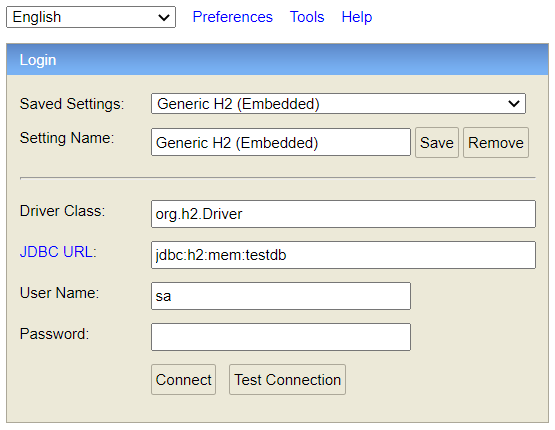 English Preferences Tools Help
Login
Saved Settings: Generic H2 (Embedded)
Setting Name: Generic H2 (Embedded) Save Remove
Driver Class: org.h2.Driver
JDBC URL: jdbc:h2:mem:testdb
User Name: sa
Password:
Connect Test Connection